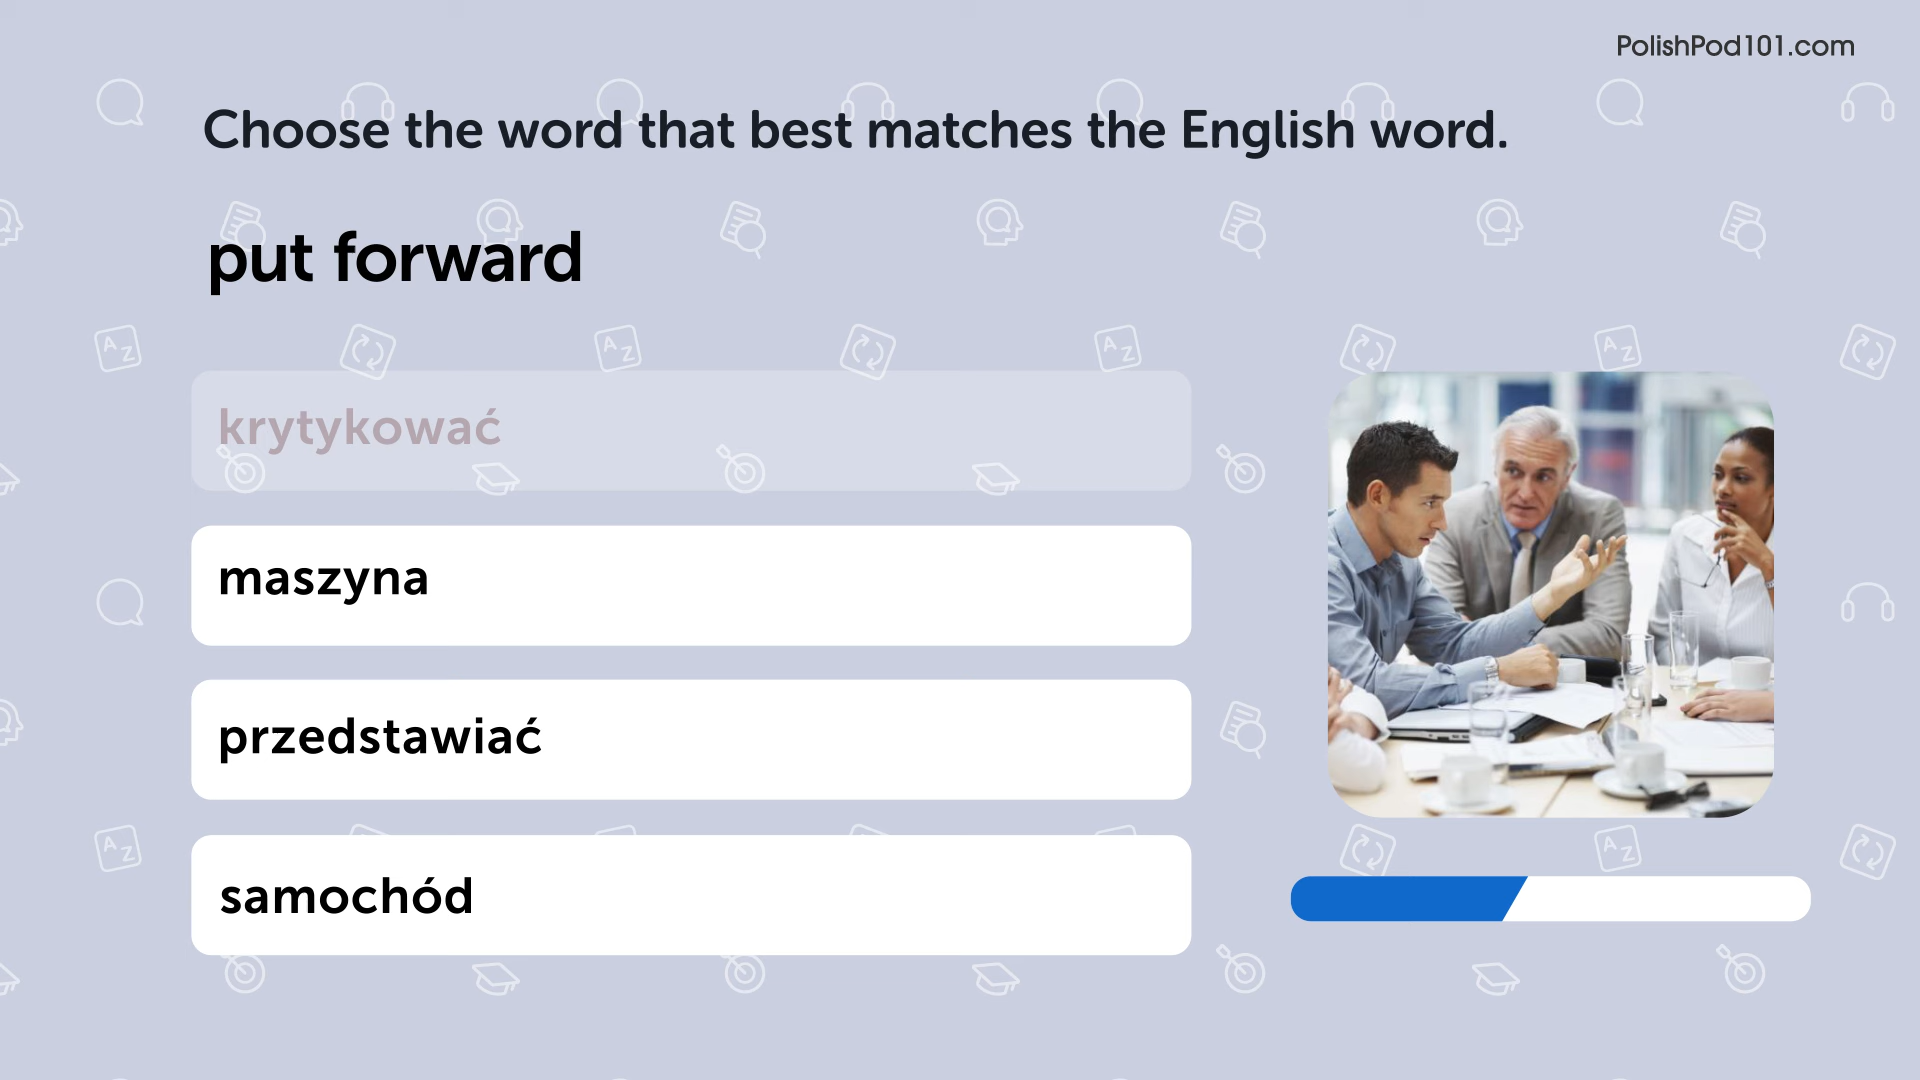 PolishPod101.com
Choose the word that best matches the English word.
put forward
krytykować
maszyna
przedstawiać
samochód